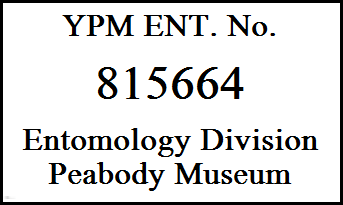 YPM ENT. No.
815664
Entomology Division
Peabody Museum